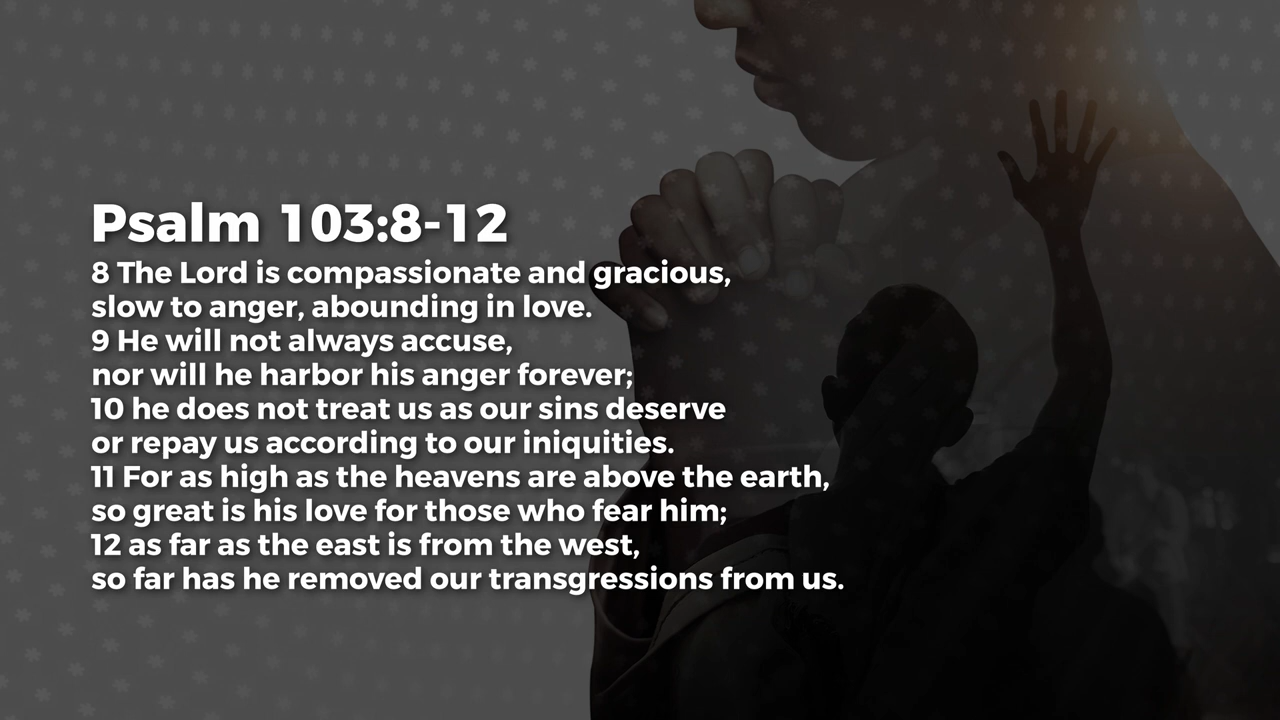 Psalm 103:8-12
8 The Lord is compassionate and gracious,
slow to anger, abounding in love.
9 He will not always accuse,
nor will he harbor his anger forever;
10 he does not treat us as our sins deserve
or repay us according to our iniquities.
11 For as high as the heavens are above the earth,
so great is his love for those who fear him;
12 as far as the east is from the west,
so far has he removed our transgressions from us.